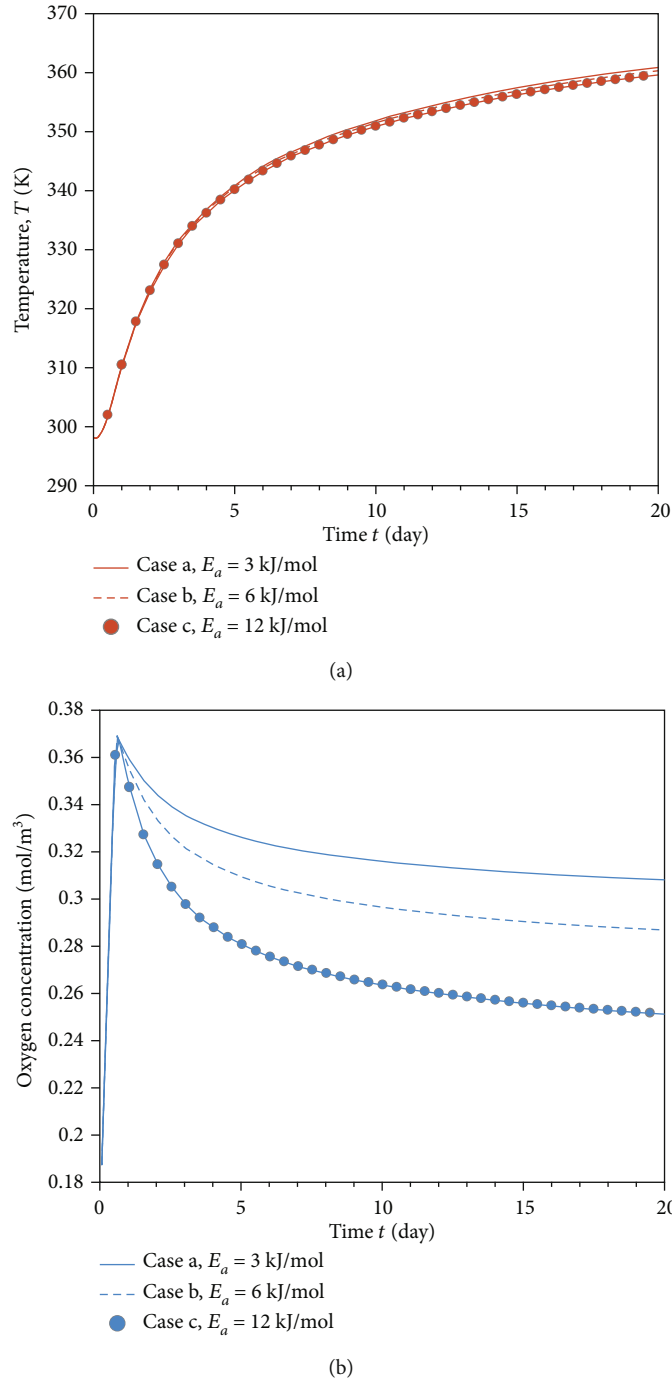 370
360
350
340
330
320
310
300
290
Temperature, T (K)
0 5 10 15 20
Time t (day)
Case a, Eₐ = 3 kJ/mol
Case b, Eₐ = 6 kJ/mol
Case c, Eₐ = 12 kJ/mol
(a)
0.38
0.36
0.34
0.32
0.3
0.28
0.26
0.24
0.22
0.2
0.18
Oxygen concentration (mol/m³)
0 5 10 15 20
Time t (day)
Case a, Eₐ = 3 kJ/mol
Case b, Eₐ = 6 kJ/mol
Case c, Eₐ = 12 kJ/mol
(b)